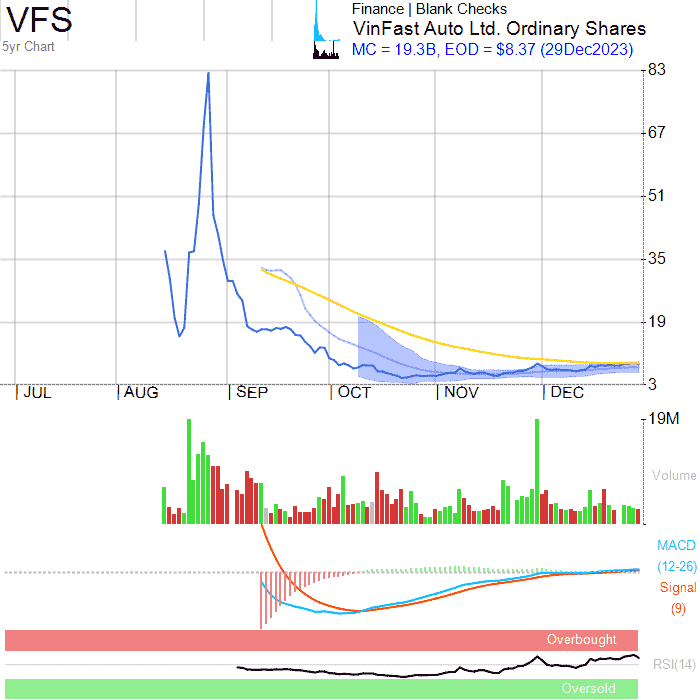 VFS
5yr Chart
Finance | Blank Checks
VinFast Auto Ltd. Ordinary Shares
MC = 19.3B, EOD = $8.37 (29Dec2023)
83
67
51
35
19
3
JUL AUG SEP OCT NOV DEC
19M
Volume
MACD
(12-26)
Signal
(9)
Overbought
RSI(14)
Oversold